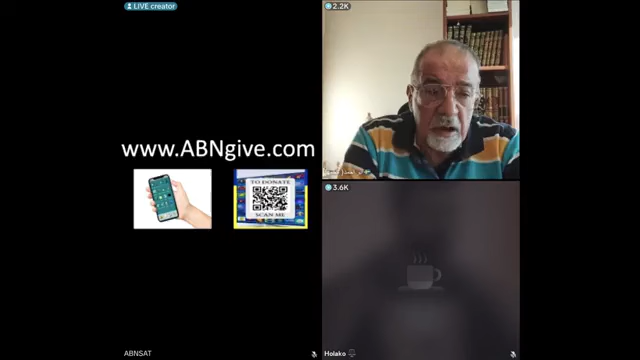 LIVE creator
2.2K
www.ABNgive.com
TO DONATE
SCAN ME
3.6K
ABNSAT
Holako